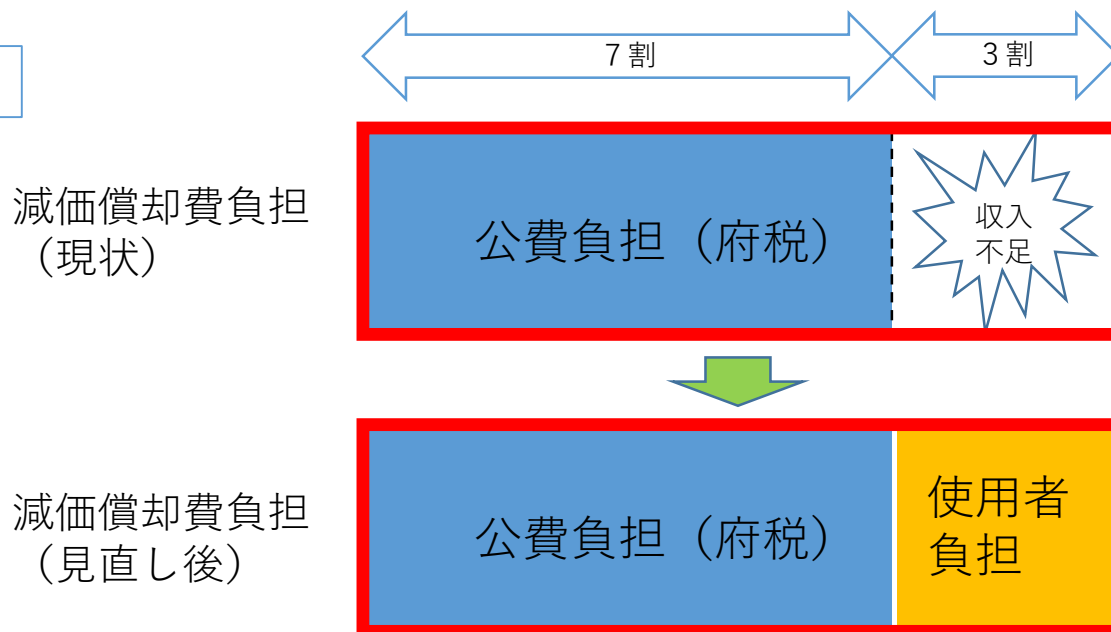 ７割
３割
減価償却費負担
（現状）
公費負担（府税）
収入
不足
減価償却費負担
（見直し後）
公費負担（府税）
使用者
負担